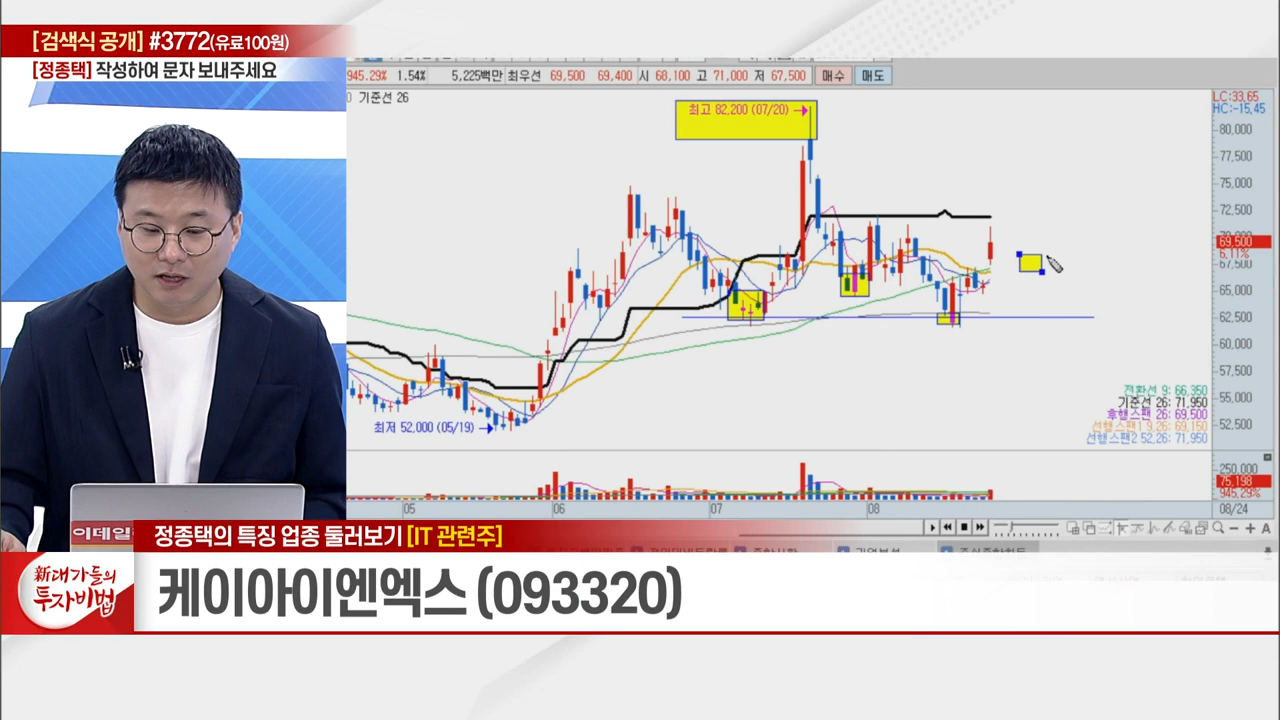 [검색식 공개] #3772(유료100원)
[정종택] 작성하여 문자 보내주세요
945.29% 1.54% 5,225백만 최우선 69,500 69,400 시 68,100 고 71,000 저 67,500 매수 매도
기준선 26
LC:33.65
HC:-15.45
최고 82,200 (07/20)
80,000
77,500
75,000
72,500
70,000
69,500
6.11%
67,500
65,000
62,500
60,000
57,500
55,000
52,500
최저 52,000 (05/19)
전환선 9: 66,350
기준선 26: 71,950
후행스팬 26: 69,500
선행스팬1 9,26: 69,150
선행스팬2 52,26: 71,950
250,000
75,198
945.29%
05 06 07 08 08/24
이데일
정종택의 특징 업종 둘러보기 [IT 관련주]
新대가들의
투자비법
케이아이엔엑스 (093320)